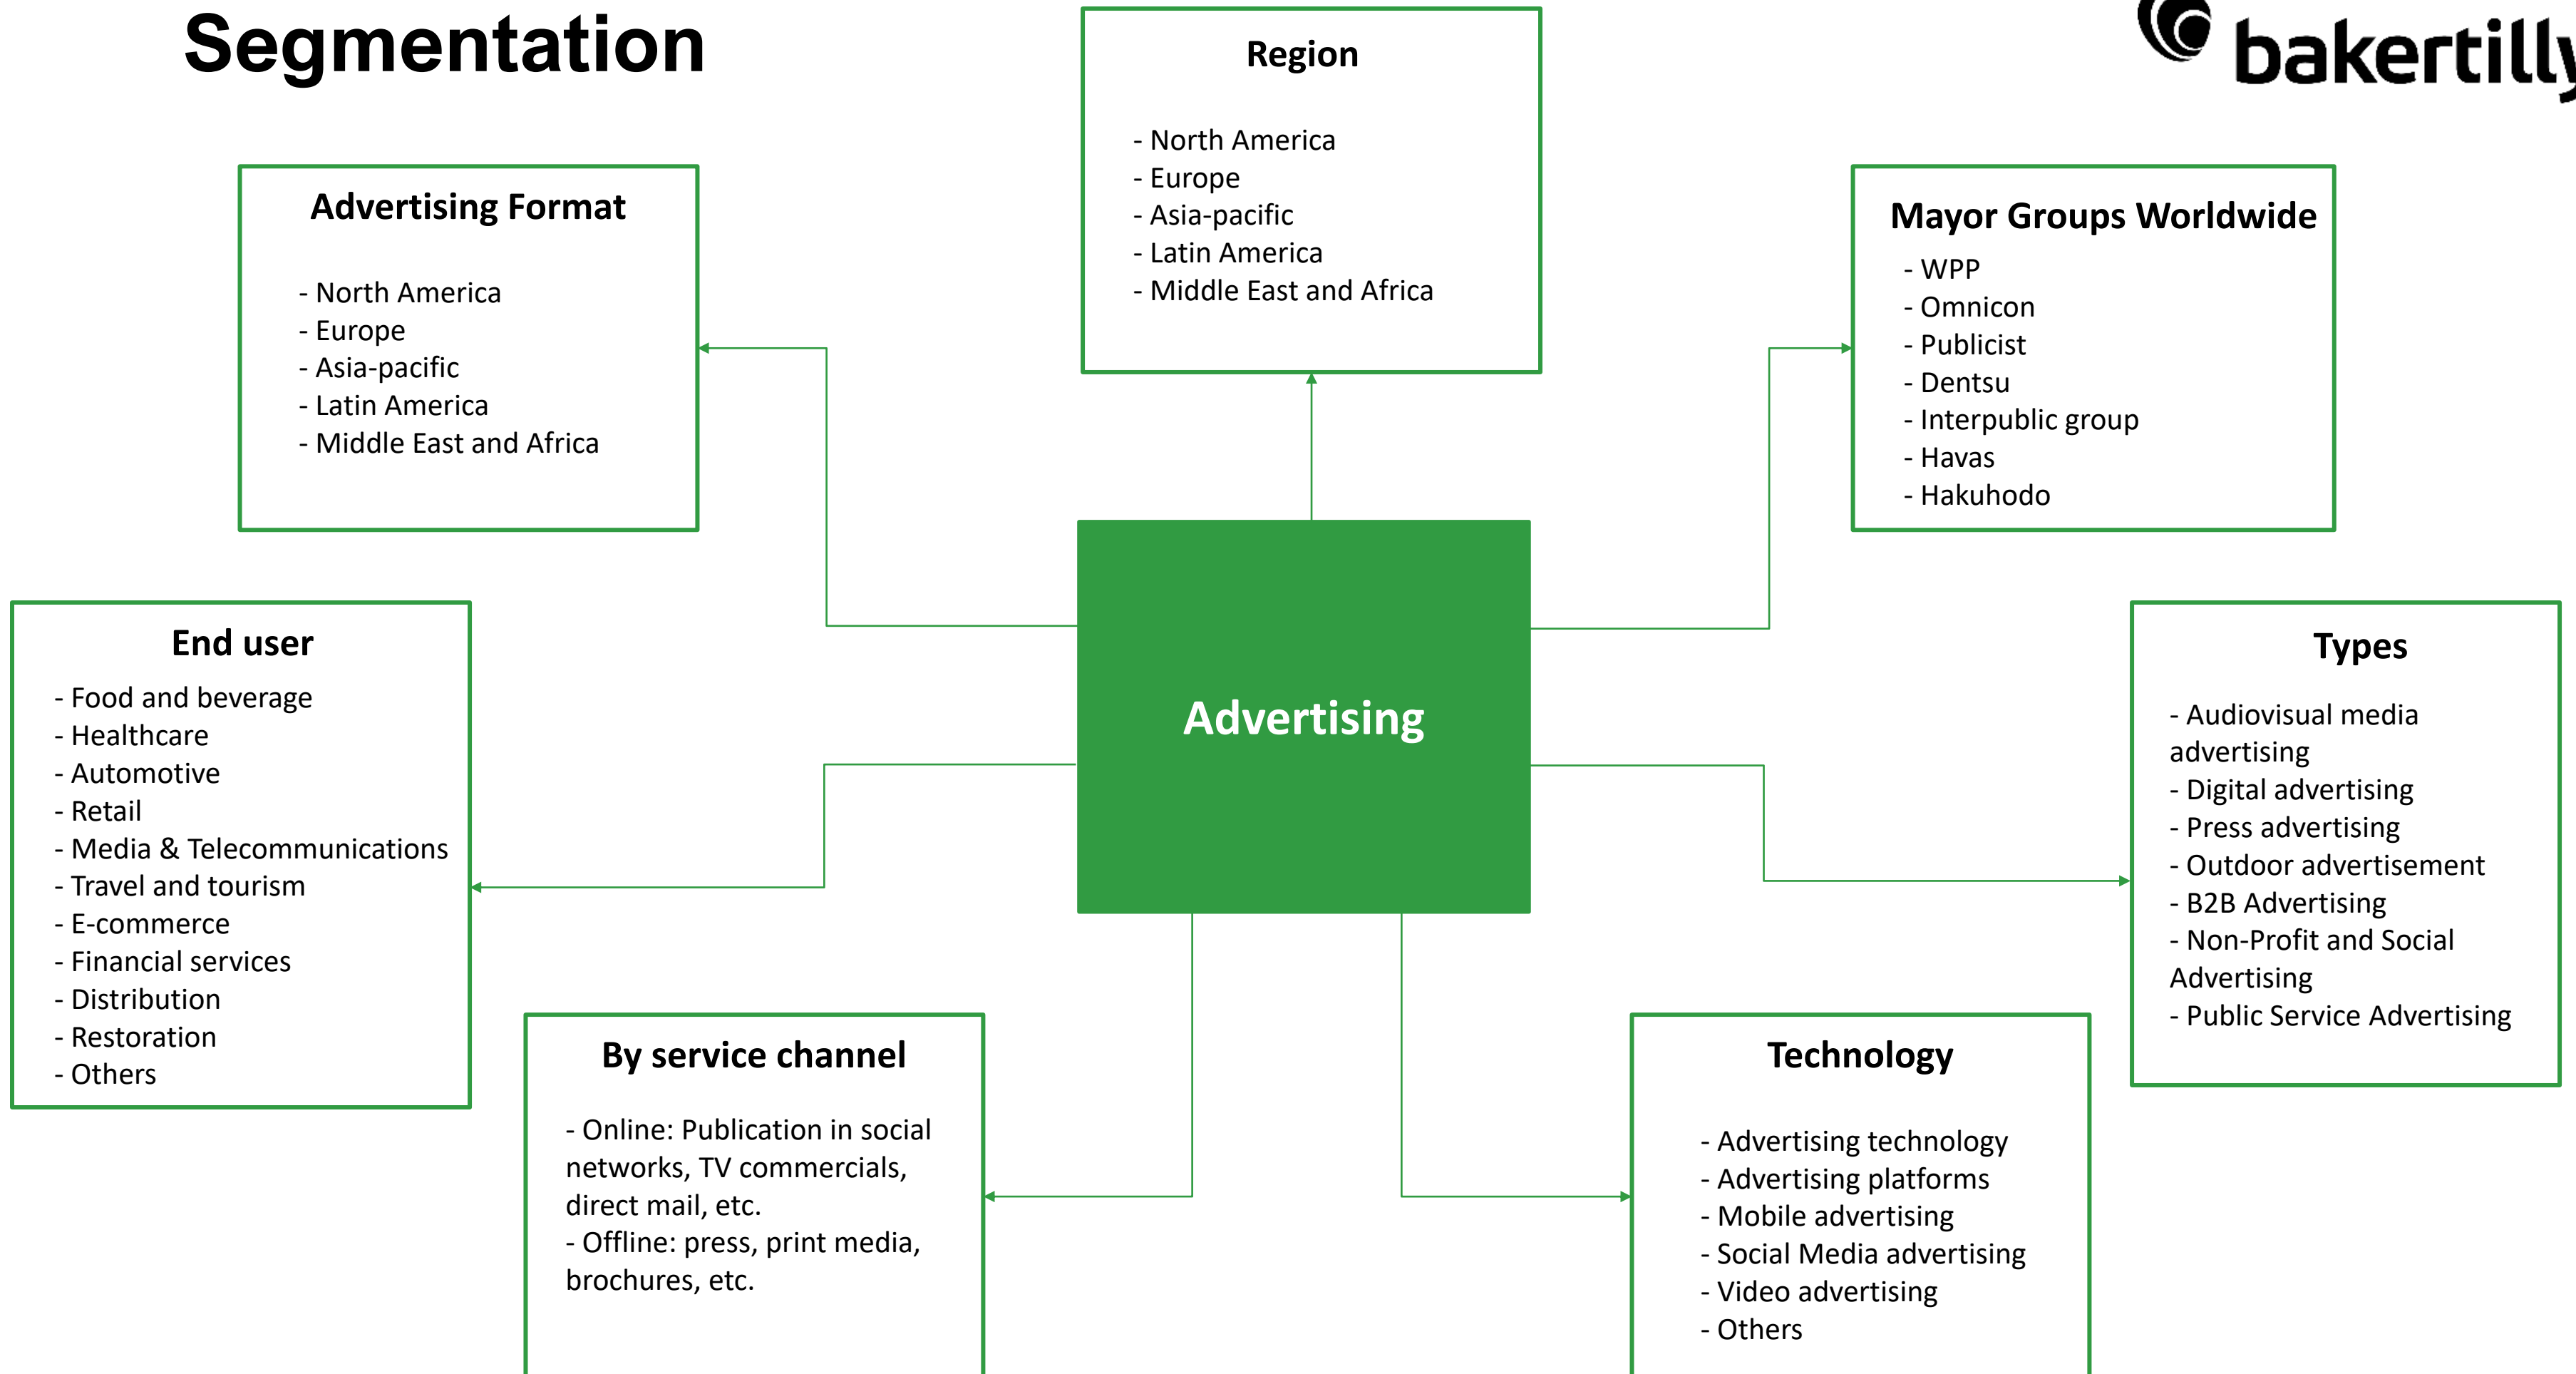 Segmentation
bakertilly
Region
- North America
- Europe
- Asia-pacific
- Latin America
- Middle East and Africa
Advertising Format
- North America
- Europe
- Asia-pacific
- Latin America
- Middle East and Africa
Mayor Groups Worldwide
- WPP
- Omnicon
- Publicist
- Dentsu
- Interpublic group
- Havas
- Hakuhodo
End user
- Food and beverage
- Healthcare
- Automotive
- Retail
- Media & Telecommunications
- Travel and tourism
- E-commerce
- Financial services
- Distribution
- Restoration
- Others
Advertising
Types
- Audiovisual media
advertising
- Digital advertising
- Press advertising
- Outdoor advertisement
- B2B Advertising
- Non-Profit and Social
Advertising
- Public Service Advertising
By service channel
- Online: Publication in social
networks, TV commercials,
direct mail, etc.
- Offline: press, print media,
brochures, etc.
Technology
- Advertising technology
- Advertising platforms
- Mobile advertising
- Social Media advertising
- Video advertising
- Others